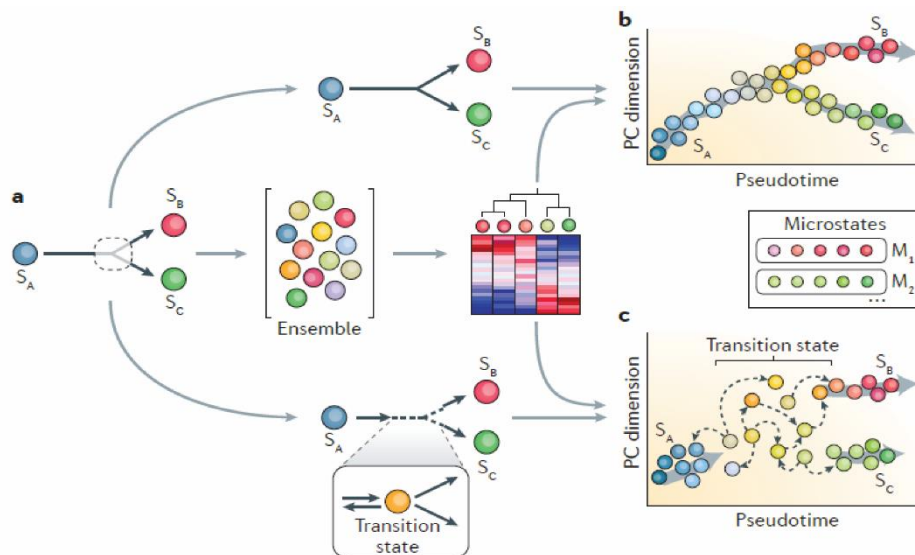 a
S_A
S_B
S_C
S_A
S_B
S_C
Ensemble
S_A
S_B
S_C
Transition
state
b
PC dimension
S_A
S_B
S_C
Pseudotime
Microstates
M_1
M_2
...
c
Transition state
PC dimension
S_A
S_B
S_C
Pseudotime